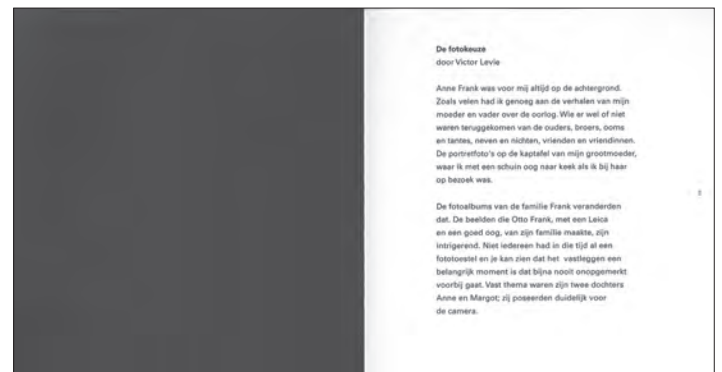 De fotokeuze
door Victor Levie
Anne Frank was voor mij altijd op de achtergrond.
Zoals velen had ik genoeg aan de verhalen van mijn
moeder en vader over de oorlog. Wie er wel of niet
waren teruggekomen van de ouders, broers, ooms
en tantes, neven en nichten, vrienden en vriendinnen.
De portretfoto's op de kaptafel van mijn grootmoeder,
waar ik met een schuin oog naar keek als ik bij haar
op bezoek was.
De fotoalbums van de familie Frank veranderden
dat. De beelden die Otto Frank, met een Leica
en een goed oog, van zijn familie maakte, zijn
intrigerend. Niet iedereen had in die tijd al een
fototoestel en je kan zien dat het vastleggen een
belangrijk moment is dat bijna nooit onopgemerkt
voorbij gaat. Vast thema waren zijn twee dochters
Anne en Margot; zij poseerden duidelijk voor
de camera.